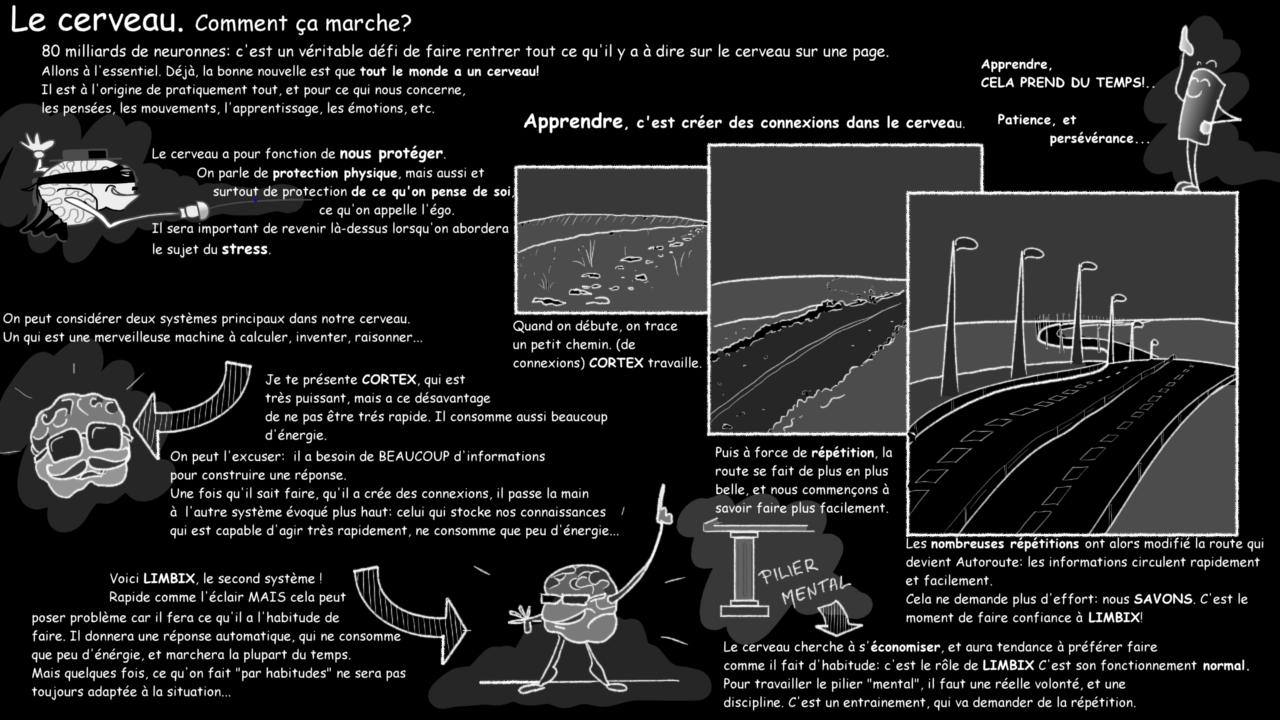 Le cerveau. Comment ça marche?
80 milliards de neuronnes: c'est un véritable défi de faire rentrer tout ce qu'il y a à dire sur le cerveau sur une page.
Allons à l'essentiel. Déjà, la bonne nouvelle est que tout le monde a un cerveau!
Il est à l'origine de pratiquement tout, et pour ce qui nous concerne,
les pensées, les mouvements, l'apprentissage, les émotions, etc.
Le cerveau a pour fonction de nous protéger.
On parle de protection physique, mais aussi et
surtout de protection de ce qu'on pense de soi,
ce qu'on appelle l'égo.
Il sera important de revenir là-dessus lorsqu'on abordera
le sujet du stress.
On peut considérer deux systèmes principaux dans notre cerveau.
Un qui est une merveilleuse machine à calculer, inventer, raisonner...
Je te présente CORTEX, qui est
très puissant, mais a ce désavantage
de ne pas être trés rapide. Il consomme aussi beaucoup
d'énergie.
On peut l'excuser: il a besoin de BEAUCOUP d'informations
pour construire une réponse.
Une fois qu'il sait faire, qu'il a crée des connexions, il passe la main
à l'autre système évoqué plus haut: celui qui stocke nos connaissances
qui est capable d'agir très rapidement, ne consomme que peu d'énergie...
Voici LIMBIX, le second système !
Rapide comme l'éclair MAIS cela peut
poser problème car il fera ce qu'il a l'habitude de
faire. Il donnera une réponse automatique, qui ne consomme
que peu d'énergie, et marchera la plupart du temps.
Mais quelques fois, ce qu'on fait "par habitudes" ne sera pas
toujours adaptée à la situation...
Apprendre, c'est créer des connexions dans le cerveau.
Apprendre,
CELA PREND DU TEMPS!..
Patience, et
persévérance...
Quand on débute, on trace
un petit chemin. (de
connexions) CORTEX travaille.
Puis à force de répétition, la
route se fait de plus en plus
belle, et nous commençons à
savoir faire plus facilement.
Les nombreuses répétitions ont alors modifié la route qui
devient Autoroute: les informations circulent rapidement
et facilement.
Cela ne demande plus d'effort: nous SAVONS. C'est le
moment de faire confiance à LIMBIX!
PILIER
MENTAL
Le cerveau cherche à s'économiser, et aura tendance à préférer faire
comme il fait d'habitude: c'est le rôle de LIMBIX C'est son fonctionnement normal.
Pour travailler le pilier "mental", il faut une réelle volonté, et une
discipline. C'est un entrainement, qui va demander de la répétition.